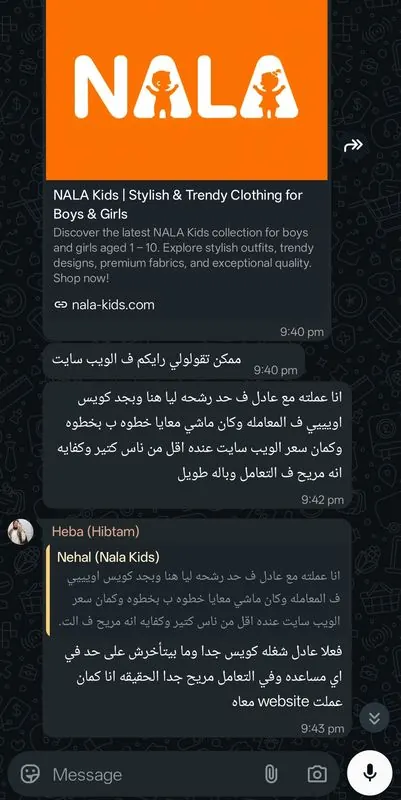 NALA
NALA Kids | Stylish & Trendy Clothing for
Boys & Girls
Discover the latest NALA Kids collection for boys
and girls aged 1 – 10. Explore stylish outfits, trendy
designs, premium fabrics, and exceptional quality.
Shop now!
nala-kids.com
9:40 pm
ممكن تقولولي رايكم ف الويب سايت
9:40 pm
انا عملته مع عادل ف حد رشحه ليا هنا وبجد كويس
اوييييي ف المعامله وكان ماشي معايا خطوه ب بخطوه
وكمان سعر الويب سايت عنده اقل من ناس كتير وكفايه
انه مريح ف التعامل وباله طويل
9:42 pm
Heba (Hibtam)
Nehal (Nala Kids)
انا عملته مع عادل ف حد رشحه ليا هنا وبجد كويس اوييييي
ف المعامله وكان ماشي معايا خطوه ب بخطوه وكمان سعر
الويب سايت عنده اقل من ناس كتير وكفايه انه مريح ف الت..
فعلا عادل شغله كويس جدا وما بيتأخرش على حد في
اي مساعده وفي التعامل مريح جدا الحقيقه انا كمان
عملت website معاه
9:43 pm
Message